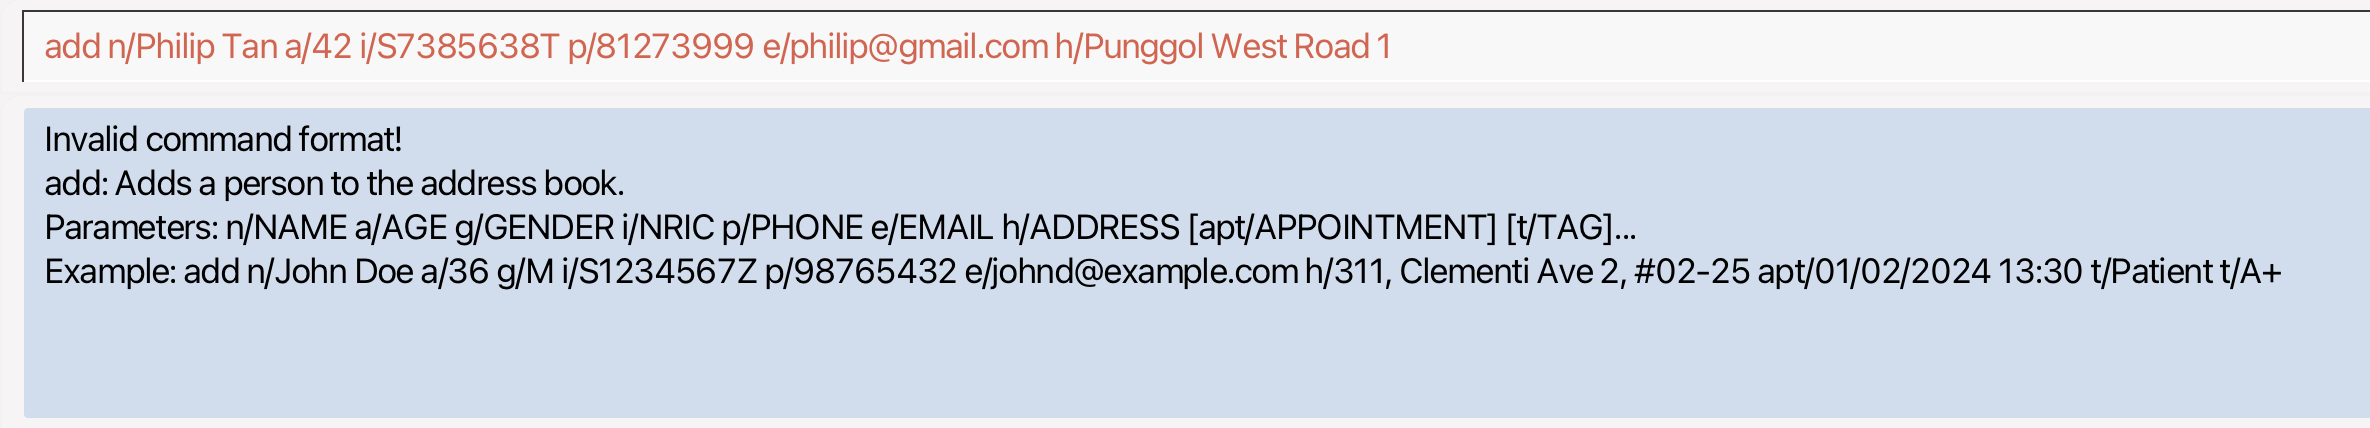 add n/Philip Tan a/42 i/S7385638T p/81273999 e/philip@gmail.com h/Punggol West Road 1
Invalid command format!
add: Adds a person to the address book.
Parameters: n/NAME a/AGE g/GENDER i/NRIC p/PHONE e/EMAIL h/ADDRESS [apt/APPOINTMENT] [t/TAG]...
Example: add n/John Doe a/36 g/M i/S1234567Z p/98765432 e/johnd@example.com h/311, Clementi Ave 2, #02-25 apt/01/02/2024 13:30 t/Patient t/A+